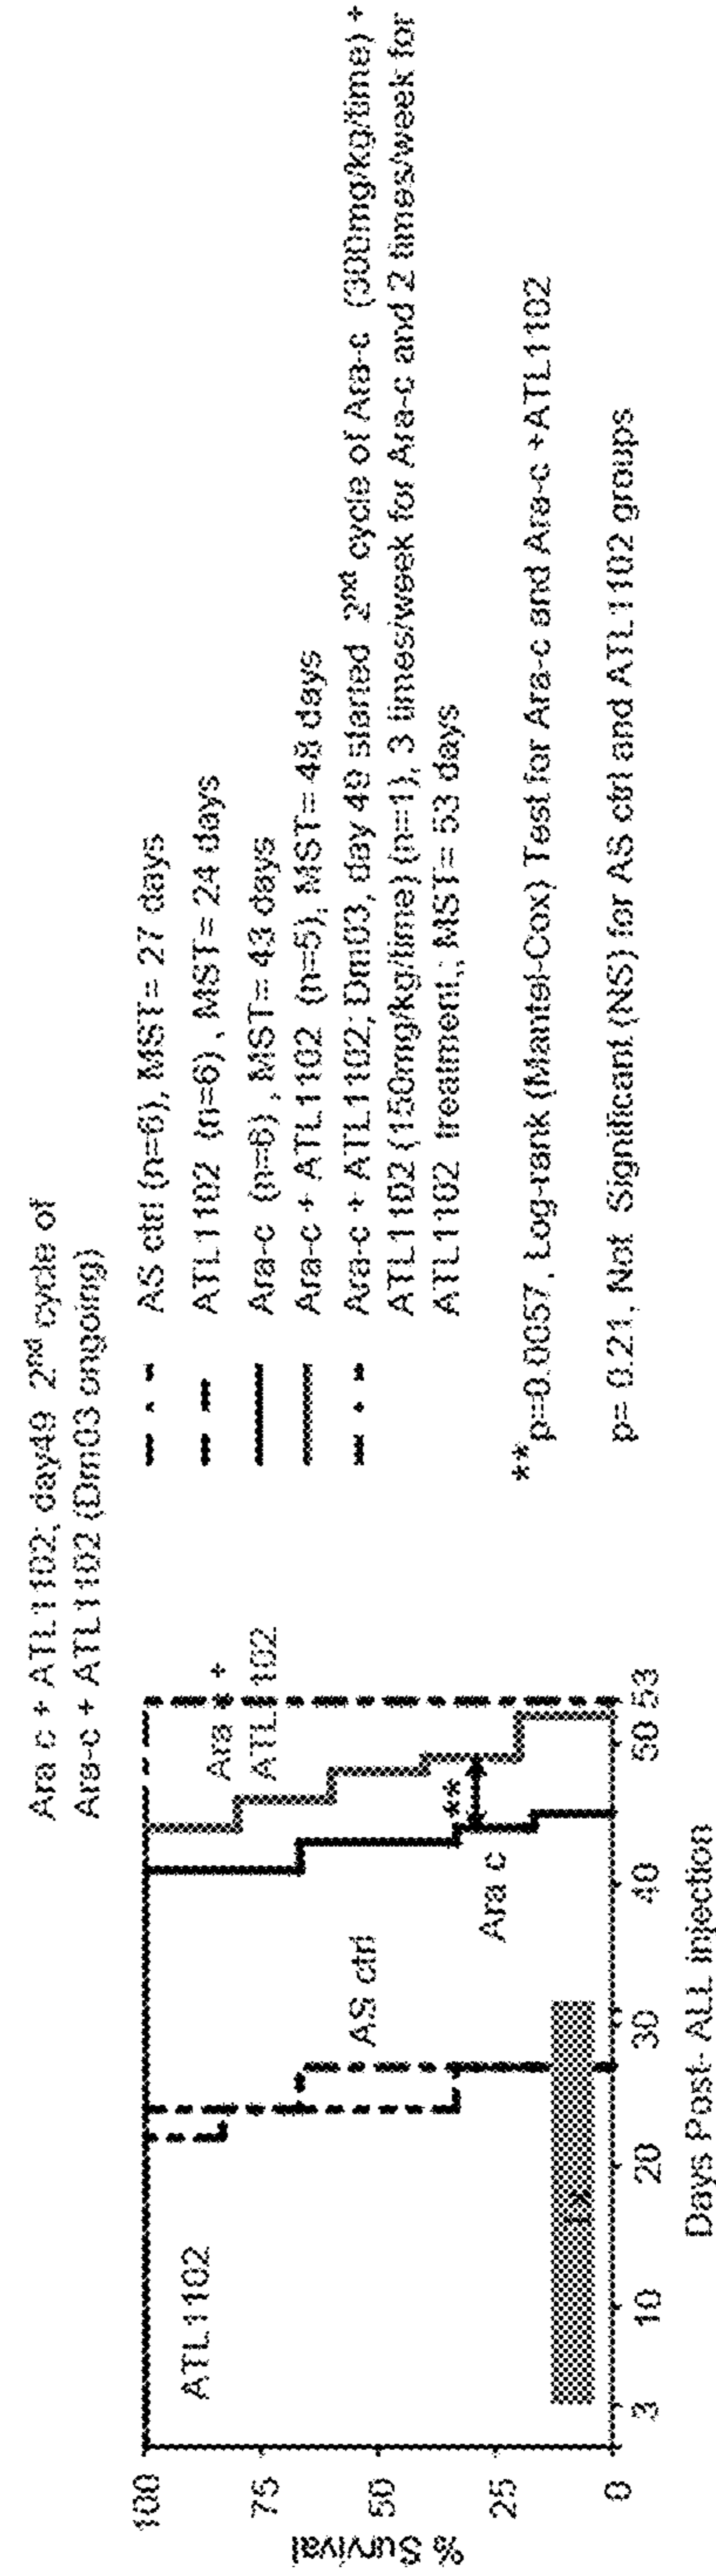 Ara c + ATL1102; day49 2nd cycle of
Ara-c + ATL1102 (Dm03 ongoing)
% Survival
100
75
50
25
0
ATL1102
AS ctrl
Ara c
**
Ara c +
ATL1102
Tx
3
10
20
30
40
50
53
Days Post- ALL injection
AS ctrl (n=6), MST= 27 days
ATL1102 (n=6) , MST= 24 days
Ara-c (n=6) , MST= 43 days
Ara-c + ATL1102 (n=5), MST= 48 days
Ara-c + ATL1102; Dm03, day 49 started 2nd cycle of Ara-c (300mg/kg/time) +
ATL1102 (150mg/kg/time) (n=1), 3 times/week for Ara-c and 2 times/week for
ATL1102 treatment,; MST= 53 days
**p=0.0057, Log-rank (Mantel-Cox) Test for Ara-c and Ara-c +ATL1102
p= 0.21, Not Significant (NS) for AS ctrl and ATL1102 groups